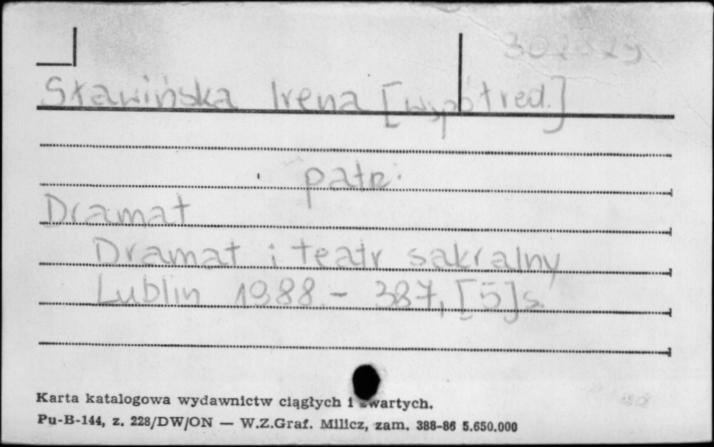 Sławińska Irena [współred.]
patrz
Dramat
Dramat i teatr sakralny
Lublin 1988 - 387, [5] s.
Karta katalogowa wydawnictw ciągłych i zwartych.
Pu-B-144, z. 228/DW/ON — W.Z.Graf. Milicz, zam. 388-86 5.650.000